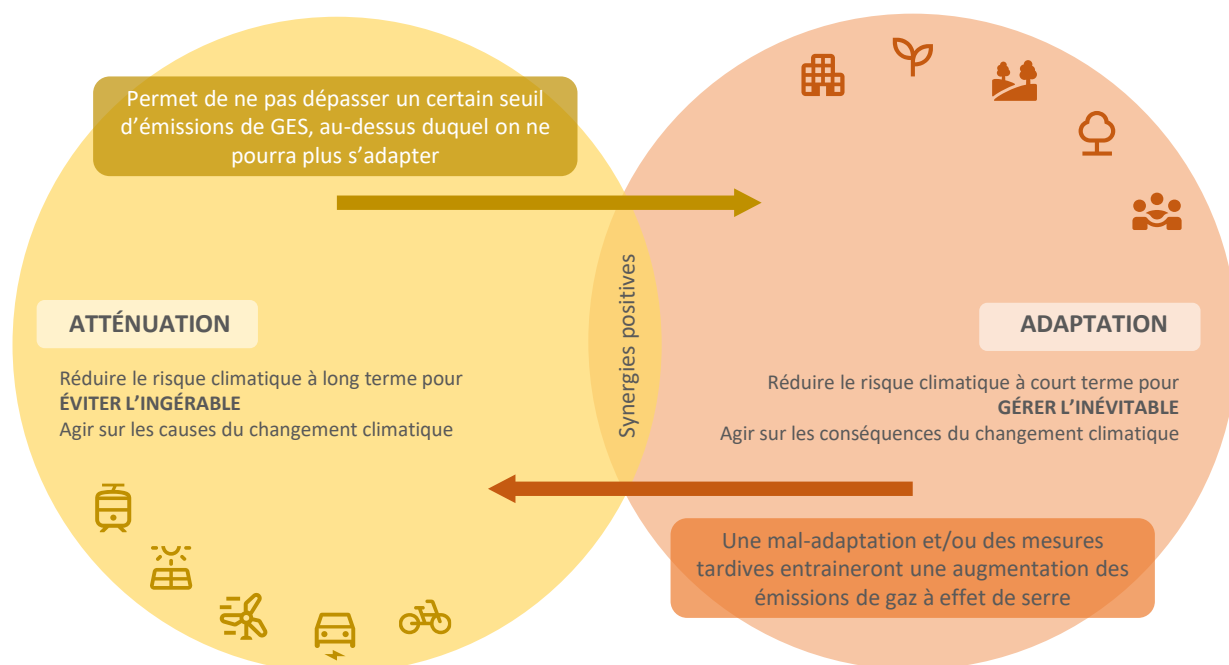 Permet de ne pas dépasser un certain seuil
d’émissions de GES, au-dessus duquel on ne
pourra plus s’adapter
Synergies positives
ATTÉNUATION
Réduire le risque climatique à long terme pour
ÉVITER L’INGÉRABLE
Agir sur les causes du changement climatique
ADAPTATION
Réduire le risque climatique à court terme pour
GÉRER L’INÉVITABLE
Agir sur les conséquences du changement climatique
Une mal-adaptation et/ou des mesures
tardives entraineront une augmentation des
émissions de gaz à effet de serre